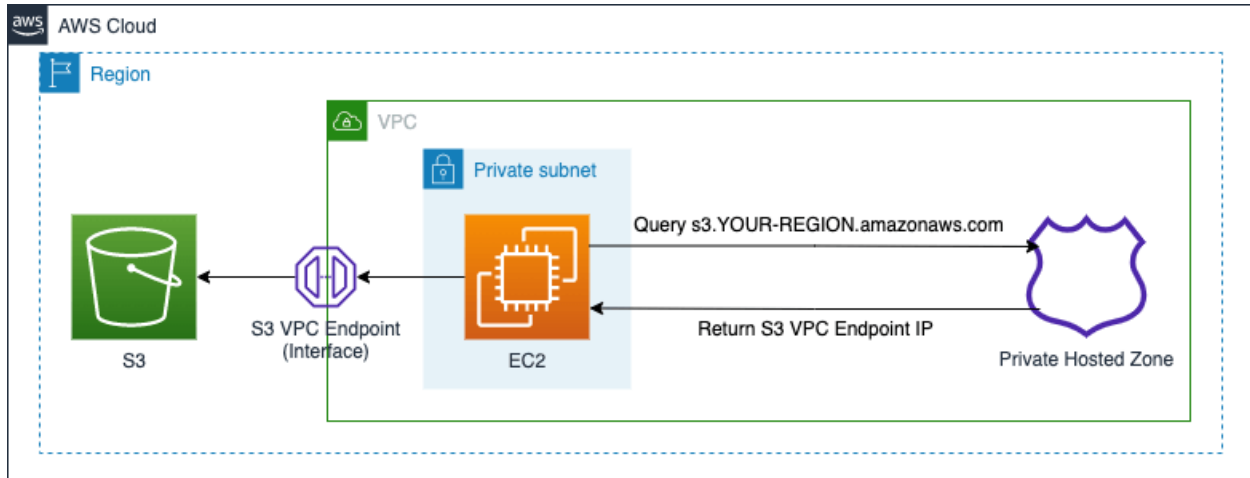 aws
AWS Cloud
Region
VPC
Private subnet
Query s3.YOUR-REGION.amazonaws.com
S3 VPC Endpoint
(Interface)
Return S3 VPC Endpoint IP
S3
EC2
Private Hosted Zone